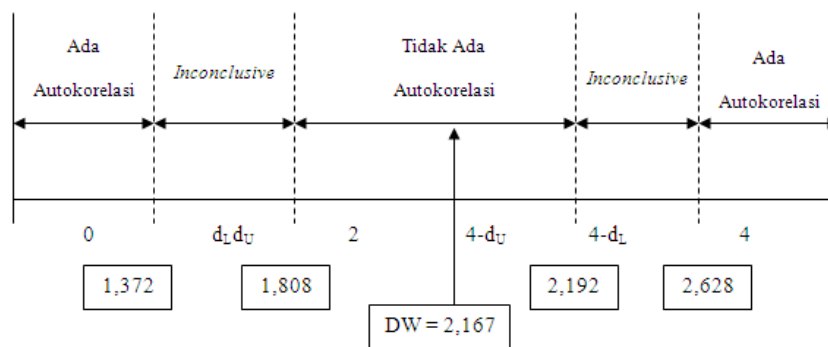 Ada
Autokorelasi
Inconclusive
Tidak Ada
Autokorelasi
Inconclusive
Ada
Autokorelasi
0 dLdU 2 4-dU 4-dL 4
1,372 1,808 2,192 2,628
DW = 2,167